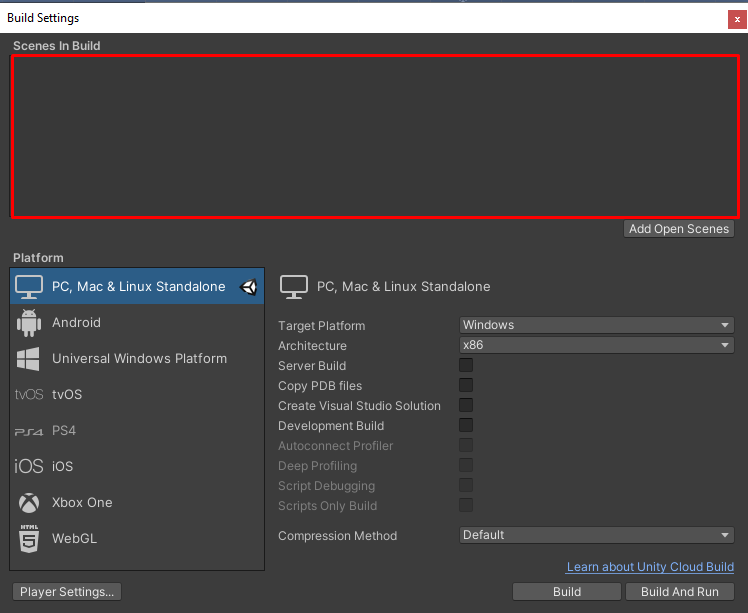 Build Settings
x
Scenes In Build
Add Open Scenes
Platform
PC, Mac & Linux Standalone
Android
Universal Windows Platform
tvOS tvOS
PS4 PS4
iOS iOS
Xbox One
HTML 5 WebGL
PC, Mac & Linux Standalone
Target Platform Windows
Architecture x86
Server Build
Copy PDB files
Create Visual Studio Solution
Development Build
Autoconnect Profiler
Deep Profiling
Script Debugging
Scripts Only Build
Compression Method Default
Learn about Unity Cloud Build
Player Settings...
Build
Build And Run